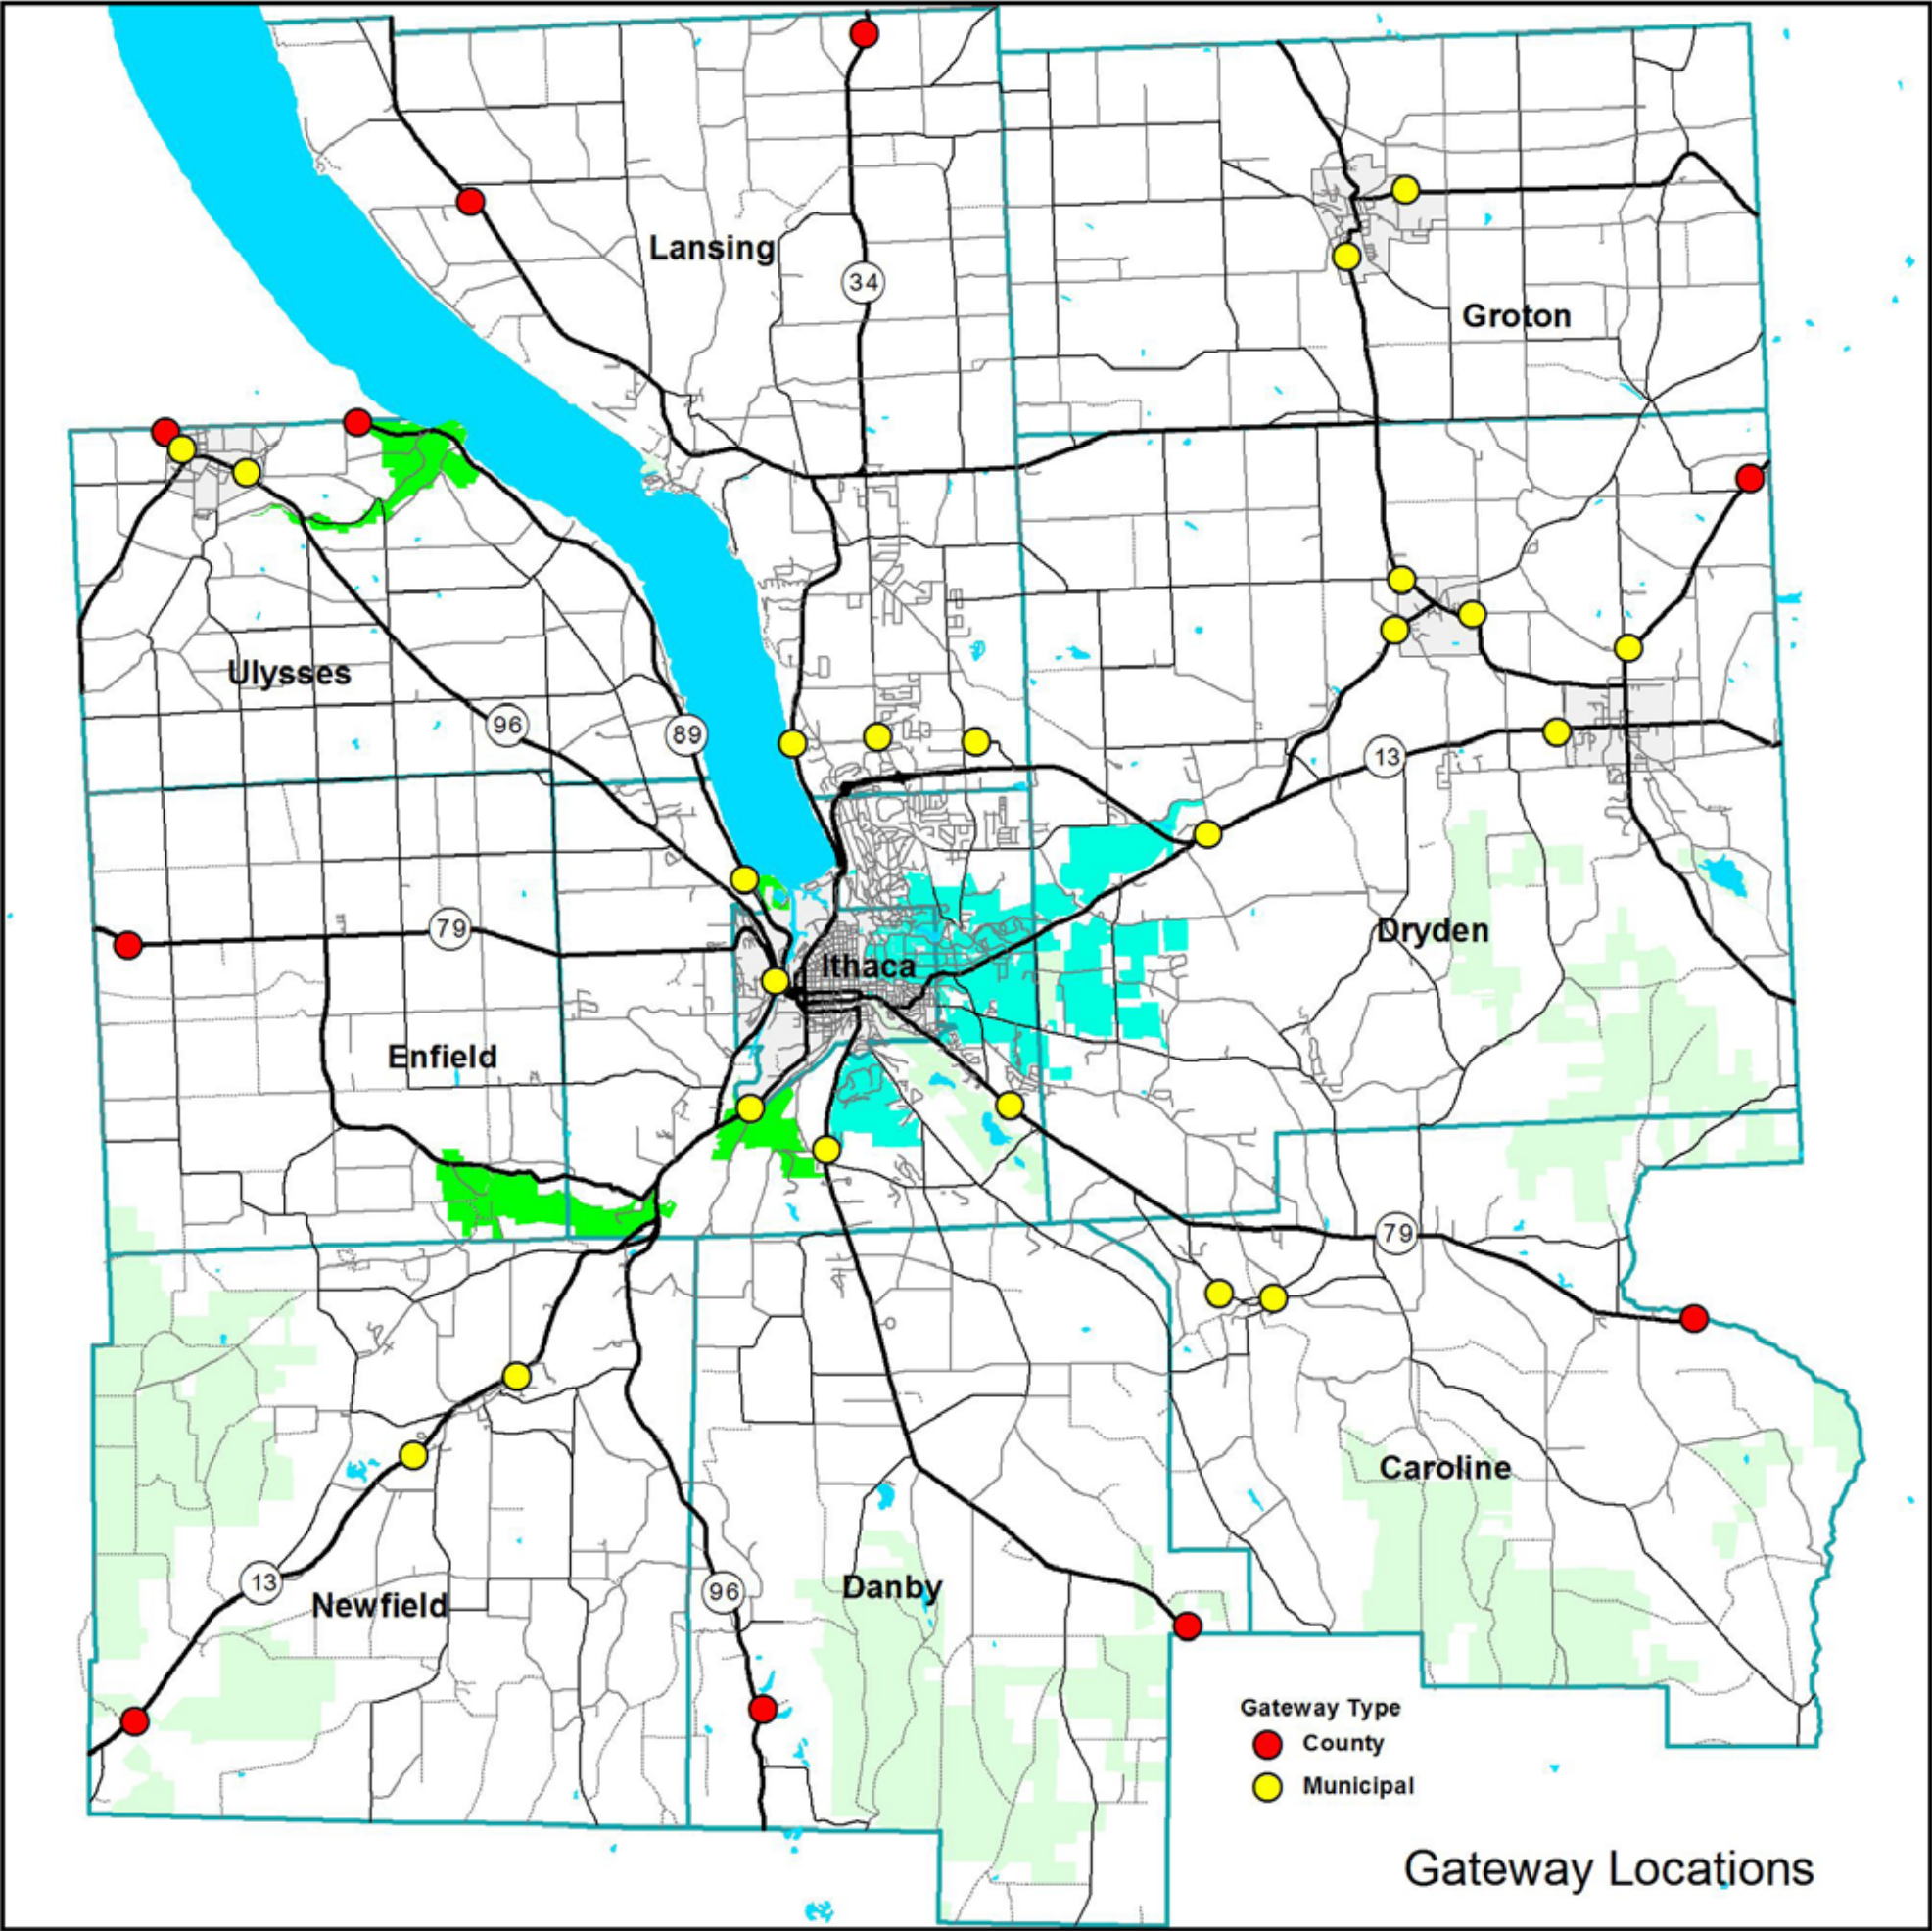 Lansing
34
Groton
Ulysses
96
89
13
79
Dryden
Ithaca
Enfield
79
Caroline
13
Newfield
96
Danby
Gateway Type
County
Municipal
Gateway Locations